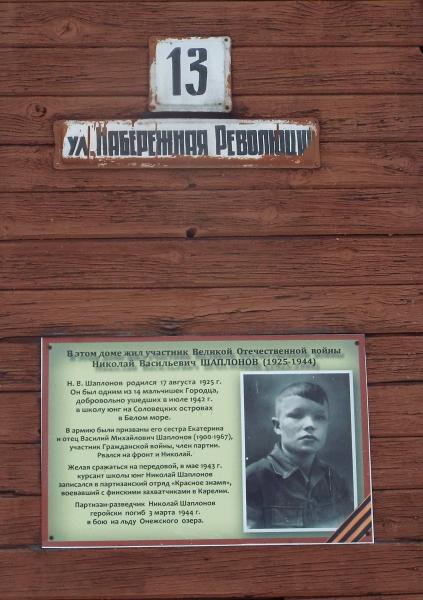 13
ул. Набережная Революции
В этом доме жил участник Великой Отечественной войны
Николай Васильевич ШАПЛОНОВ (1925-1944)
Н. В. Шаплонов родился 17 августа 1925 г.
Он был одним из 14 мальчишек Городца,
добровольно ушедших в июле 1942 г.
в школу юнг на Соловецких островах
в Белом море.
В армию были призваны его сестра Екатерина
и отец Василий Михайлович Шаплонов (1900-1967),
участник Гражданской войны, член партии.
Рвался на фронт и Николай.
Желая сражаться на передовой, в мае 1943 г.
курсант школы юнг Николай Шаплонов
записался в партизанский отряд «Красное знамя»,
воевавший с финскими захватчиками в Карелии.
Партизан-разведчик Николай Шаплонов
геройски погиб 3 марта 1944 г.
в бою на льду Онежского озера.